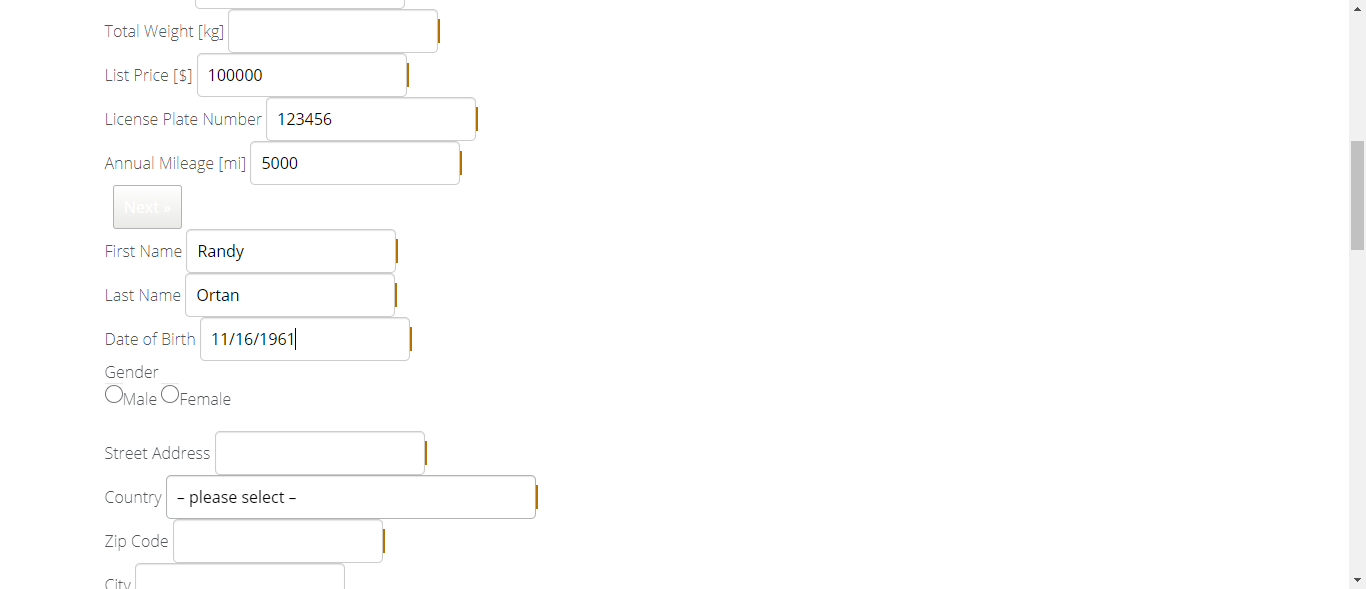 Total Weight [kg]
List Price [$] 100000
License Plate Number 123456
Annual Mileage [mi] 5000
Next »
First Name Randy
Last Name Ortan
Date of Birth 11/16/1961
Gender
Male Female
Street Address
Country – please select –
Zip Code
City